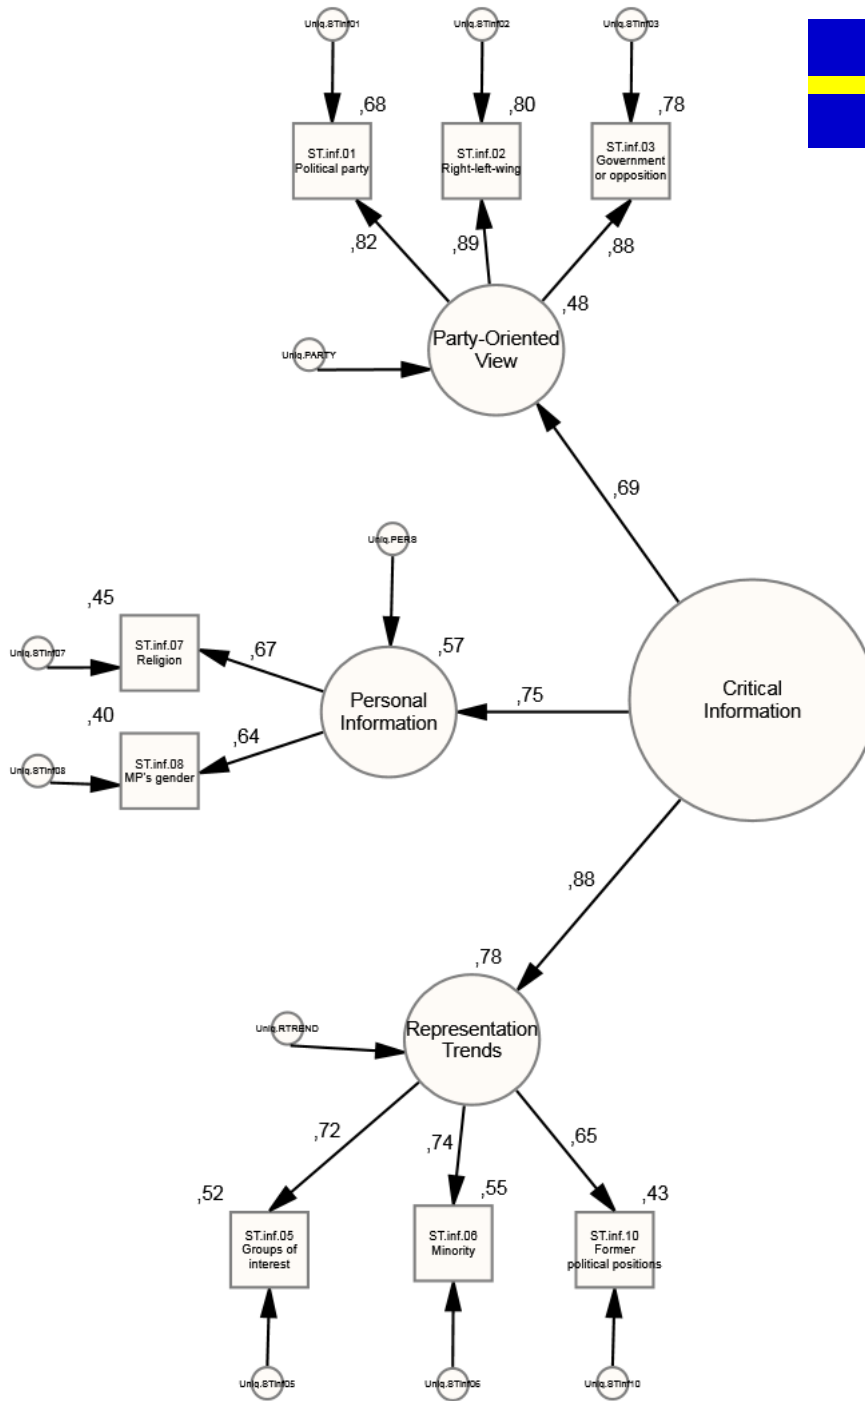 Uniq.STinf01
Uniq.STinf02
Uniq.STinf03
,68
,80
,78
ST.inf.01
Political party
ST.inf.02
Right-left-wing
ST.inf.03
Government
or opposition
,82
,89
,88
,48
Party-Oriented
View
Uniq.PARTY
,69
Uniq.PERS
,45
Uniq.STinf07
ST.inf.07
Religion
,67
,57
Personal
Information
,75
Critical
Information
,40
Uniq.STinf08
ST.inf.08
MP's gender
,64
,88
,78
Uniq.RTREND
Representation
Trends
,72
,74
,65
,52
,55
,43
ST.inf.05
Groups of
interest
ST.inf.06
Minority
ST.inf.10
Former
political positions
Uniq.STinf05
Uniq.STinf06
Uniq.STinf10